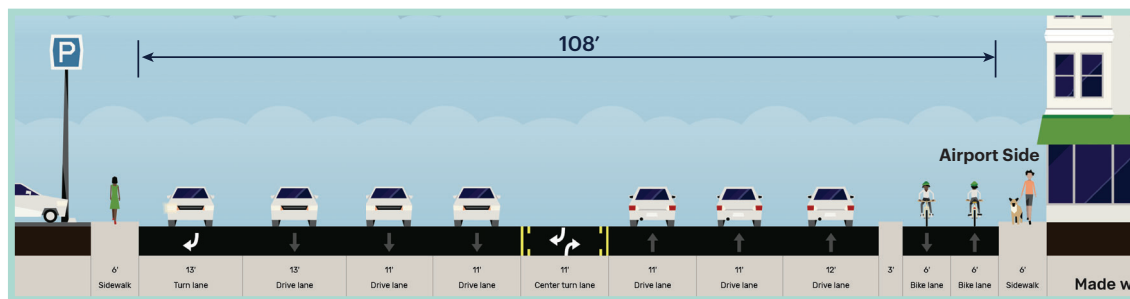 108′
P
Airport Side
6′
Sidewalk
13′
Turn lane
13′
Drive lane
11′
Drive lane
11′
Drive lane
11′
Center turn lane
11′
Drive lane
11′
Drive lane
12′
Drive lane
3′
6′
Bike lane
6′
Bike lane
6′
Sidewalk
Made w